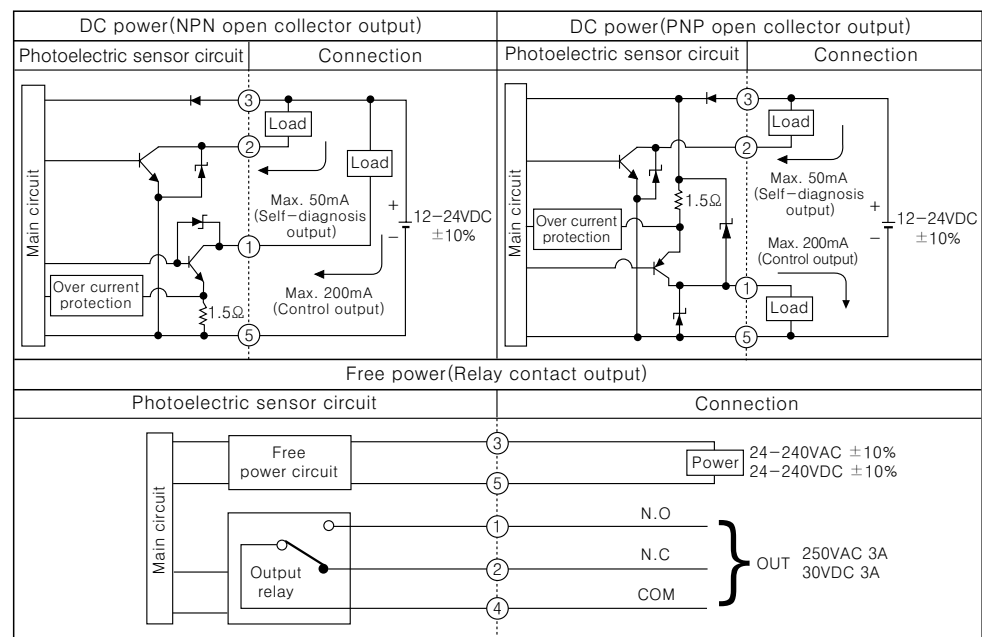 DC power(NPN open collector output)
Photoelectric sensor circuit
Connection
Main circuit
3
Load
2
Load
Max. 50mA
(Self-diagnosis
output)
+
-
12-24VDC
±10%
1
Over current
protection
Max. 200mA
(Control output)
1.5Ω
5
DC power(PNP open collector output)
Photoelectric sensor circuit
Connection
Main circuit
3
Load
2
Max. 50mA
(Self-diagnosis
output)
1.5Ω
Over current
protection
+
-
12-24VDC
±10%
Max. 200mA
(Control output)
1
Load
5
Free power(Relay contact output)
Photoelectric sensor circuit
Connection
Main circuit
Free
power circuit
3
5
Power
24-240VAC ±10%
24-240VDC ±10%
Output
relay
1
N.O
2
N.C
4
COM
OUT
250VAC 3A
30VDC 3A